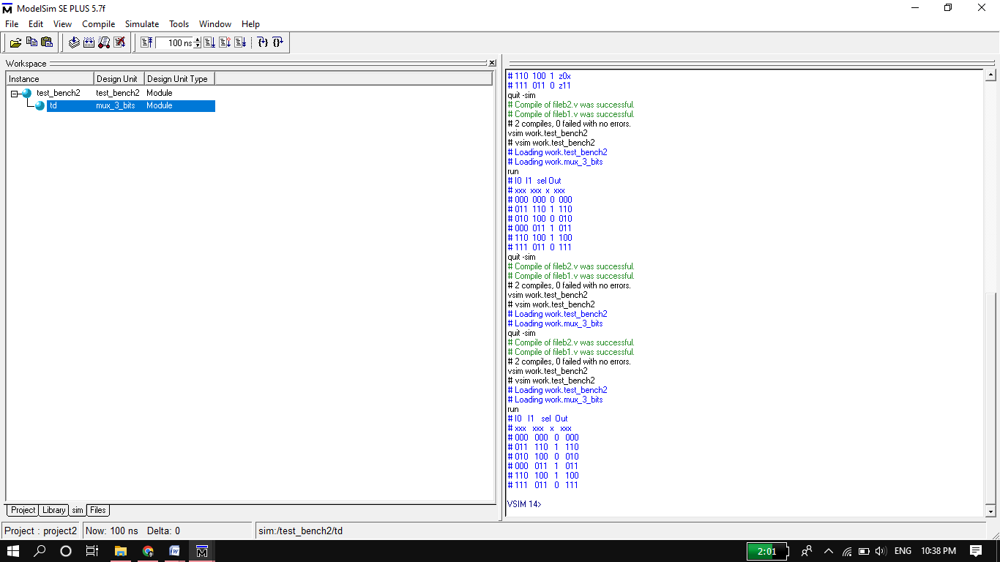 ModelSim SE PLUS 5.7f
File Edit View Compile Simulate Tools Window Help
100 ns
Workspace
Instance Design Unit Design Unit Type
test_bench2 test_bench2 Module
td mux_3_bits Module
Project Library sim Files
# 110 100 1 z0x
# 111 011 0 z11
quit -sim
# Compile of fileb2.v was successful.
# Compile of fileb1.v was successful.
# 2 compiles, 0 failed with no errors.
vsim work.test_bench2
# vsim work.test_bench2
# Loading work.test_bench2
# Loading work.mux_3_bits
run
# I0 I1 sel Out
# xxx xxx x xxx
# 000 000 0 000
# 011 110 1 110
# 010 100 0 010
# 000 011 1 011
# 110 100 1 100
# 111 011 0 111
quit -sim
# Compile of fileb2.v was successful.
# Compile of fileb1.v was successful.
# 2 compiles, 0 failed with no errors.
vsim work.test_bench2
# vsim work.test_bench2
# Loading work.test_bench2
# Loading work.mux_3_bits
quit -sim
# Compile of fileb2.v was successful.
# Compile of fileb1.v was successful.
# 2 compiles, 0 failed with no errors.
vsim work.test_bench2
# vsim work.test_bench2
# Loading work.test_bench2
# Loading work.mux_3_bits
run
# I0 I1 sel Out
# xxx xxx x xxx
# 000 000 0 000
# 011 110 1 110
# 010 100 0 010
# 000 011 1 011
# 110 100 1 100
# 111 011 0 111
VSIM 14>
Project : project2 Now: 100 ns Delta: 0 sim:/test_bench2/td
2:01 ENG 10:38 PM